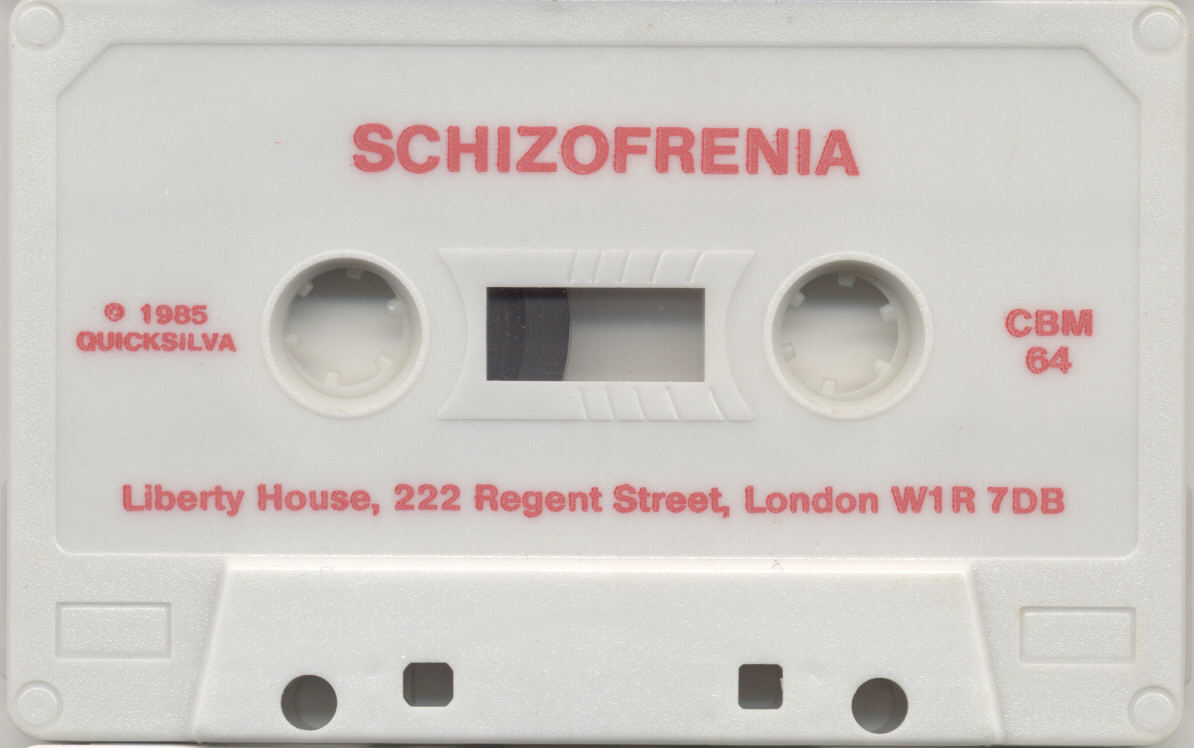 SCHIZOFRENIA
© 1985
QUICKSILVA
CBM
64
Liberty House, 222 Regent Street, London W1R 7DB